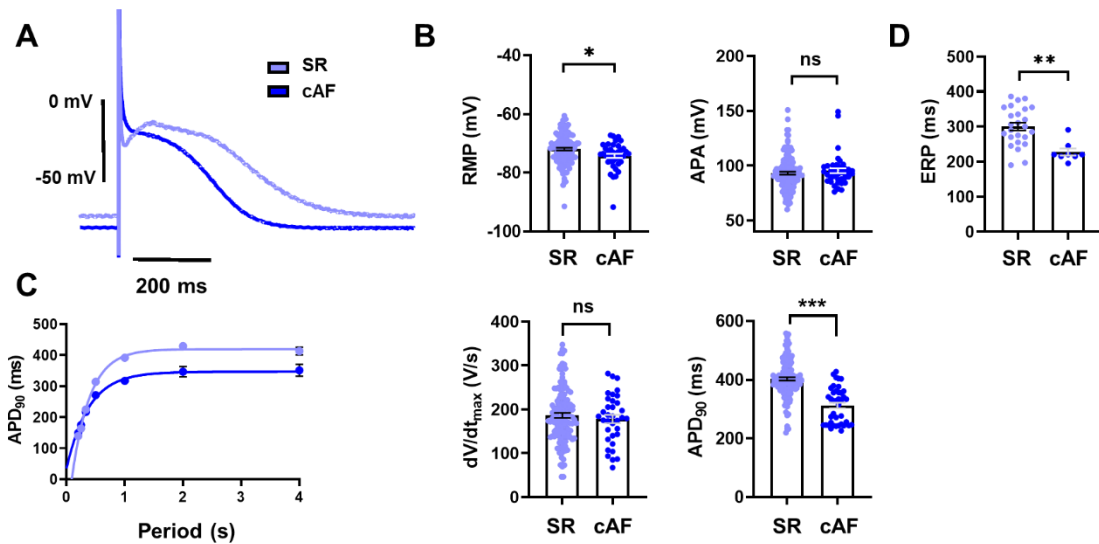 A
SR
cAF
0 mV
-50 mV
200 ms
B
*
-40
-60
-80
-100
RMP (mV)
SR cAF
ns
200
150
100
50
APA (mV)
SR cAF
D
**
500
400
300
200
100
0
ERP (ms)
SR cAF
C
500
400
300
200
100
0
APD90 (ms)
0 1 2 3 4
Period (s)
ns
400
300
200
100
0
dV/dtmax (V/s)
SR cAF
***
600
400
200
0
APD90 (ms)
SR cAF